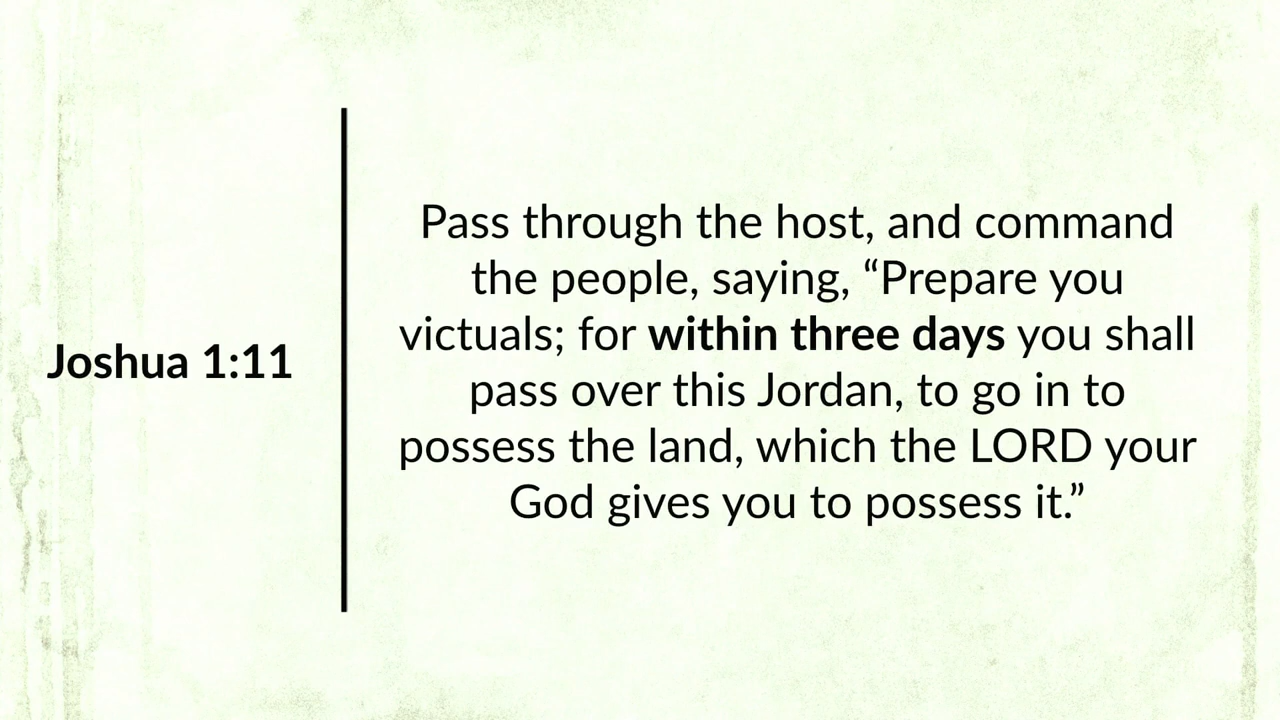 Joshua 1:11
Pass through the host, and command
the people, saying, “Prepare you
victuals; for within three days you shall
pass over this Jordan, to go in to
possess the land, which the LORD your
God gives you to possess it.”